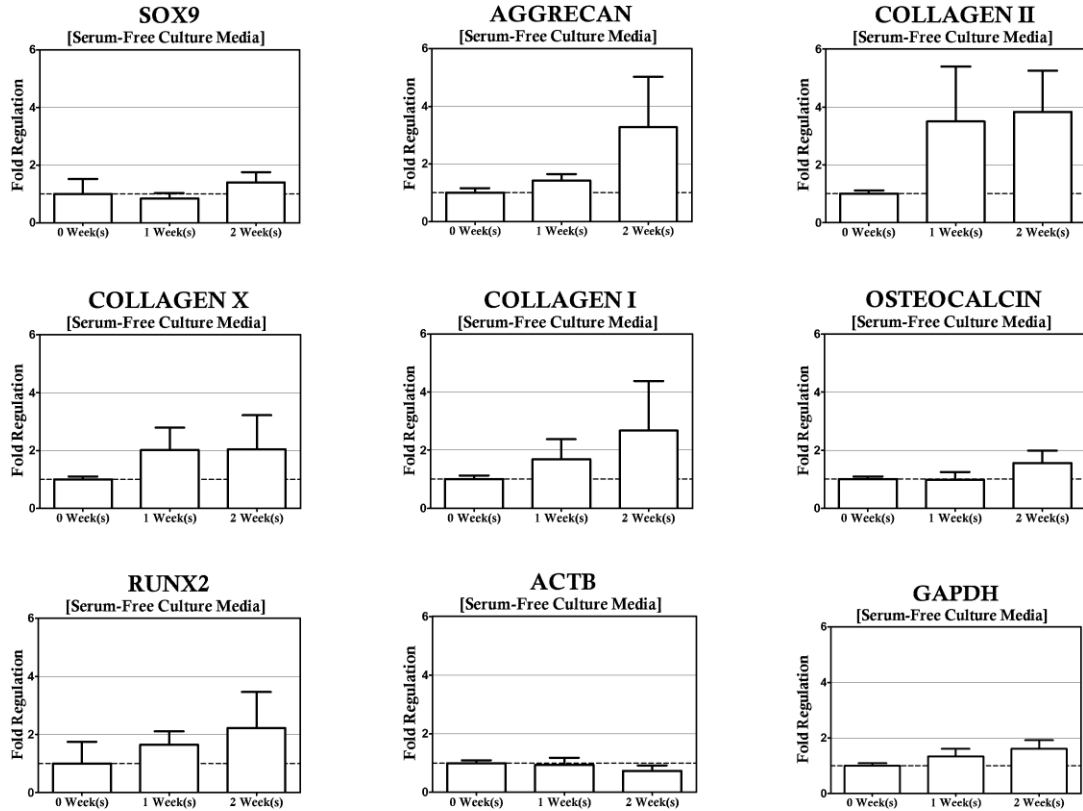 SOX9
[Serum-Free Culture Media]
Fold Regulation
6
4
2
0
0 Week(s) 1 Week(s) 2 Week(s)
AGGRECAN
[Serum-Free Culture Media]
Fold Regulation
6
4
2
0
0 Week(s) 1 Week(s) 2 Week(s)
COLLAGEN II
[Serum-Free Culture Media]
Fold Regulation
6
4
2
0
0 Week(s) 1 Week(s) 2 Week(s)
COLLAGEN X
[Serum-Free Culture Media]
Fold Regulation
6
4
2
0
0 Week(s) 1 Week(s) 2 Week(s)
COLLAGEN I
[Serum-Free Culture Media]
Fold Regulation
6
4
2
0
0 Week(s) 1 Week(s) 2 Week(s)
OSTEOCALCIN
[Serum-Free Culture Media]
Fold Regulation
6
4
2
0
0 Week(s) 1 Week(s) 2 Week(s)
RUNX2
[Serum-Free Culture Media]
Fold Regulation
6
4
2
0
0 Week(s) 1 Week(s) 2 Week(s)
ACTB
[Serum-Free Culture Media]
Fold Regulation
6
4
2
0
0 Week(s) 1 Week(s) 2 Week(s)
GAPDH
[Serum-Free Culture Media]
Fold Regulation
6
4
2
0
0 Week(s) 1 Week(s) 2 Week(s)